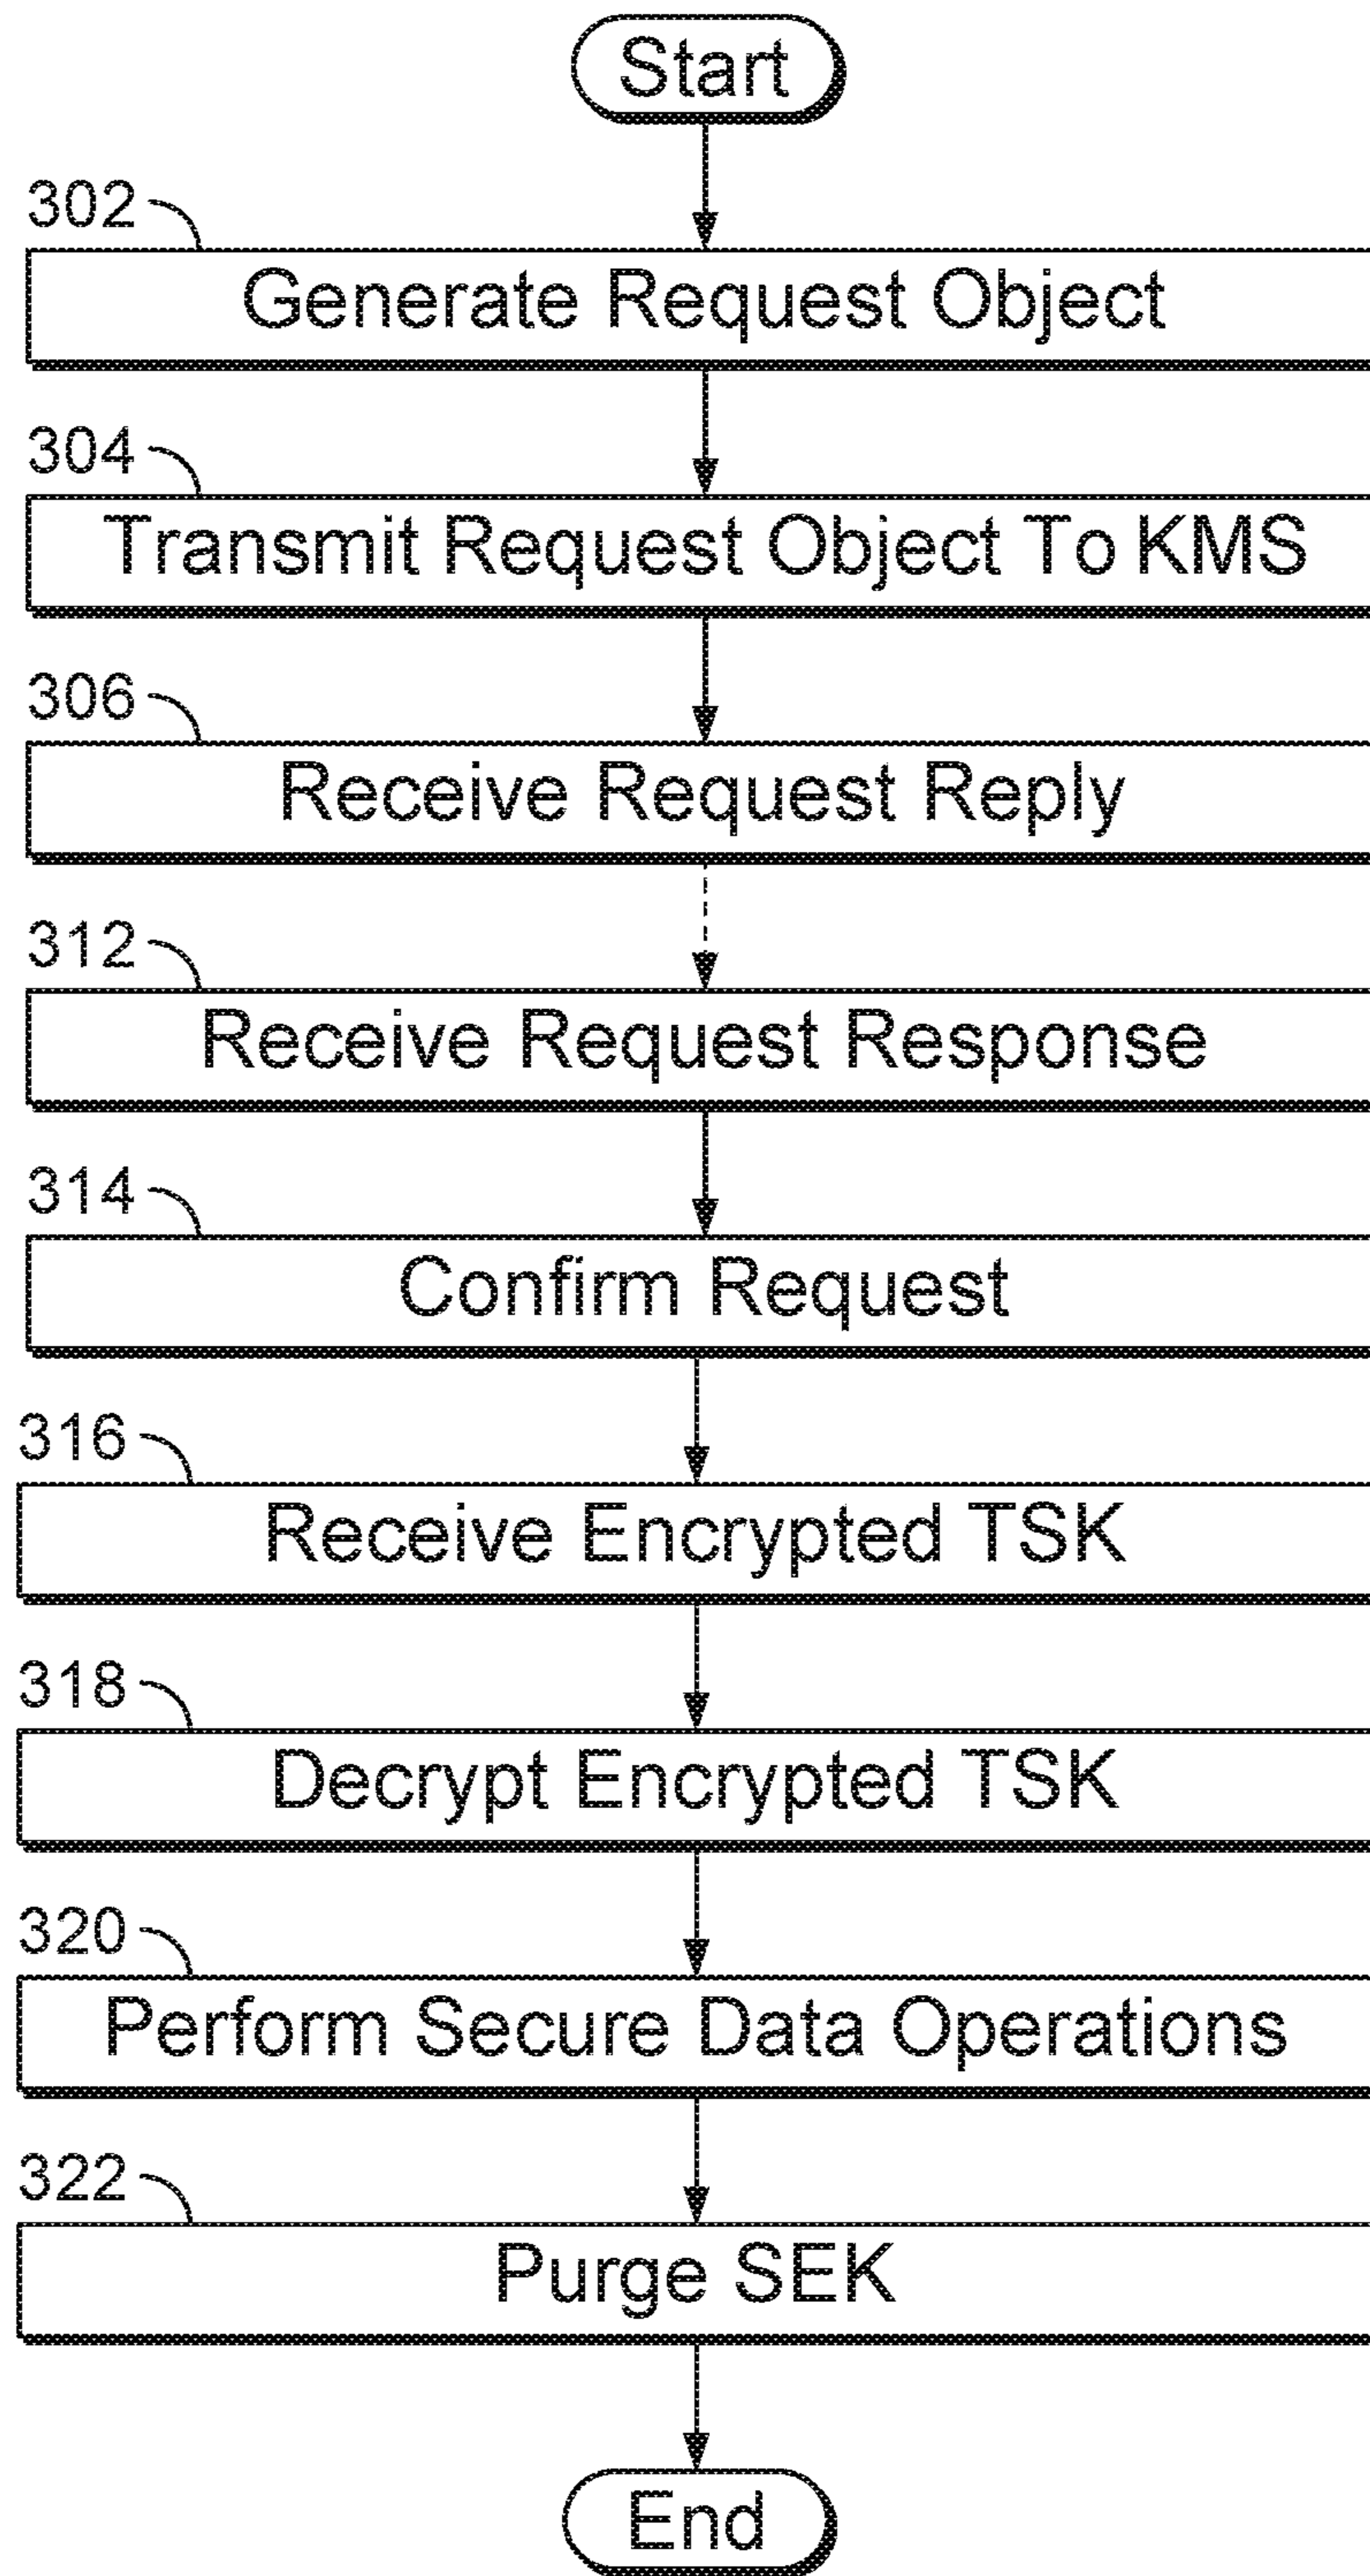 Start
302
Generate Request Object
304
Transmit Request Object To KMS
306
Receive Request Reply
312
Receive Request Response
314
Confirm Request
316
Receive Encrypted TSK
318
Decrypt Encrypted TSK
320
Perform Secure Data Operations
322
Purge SEK
End